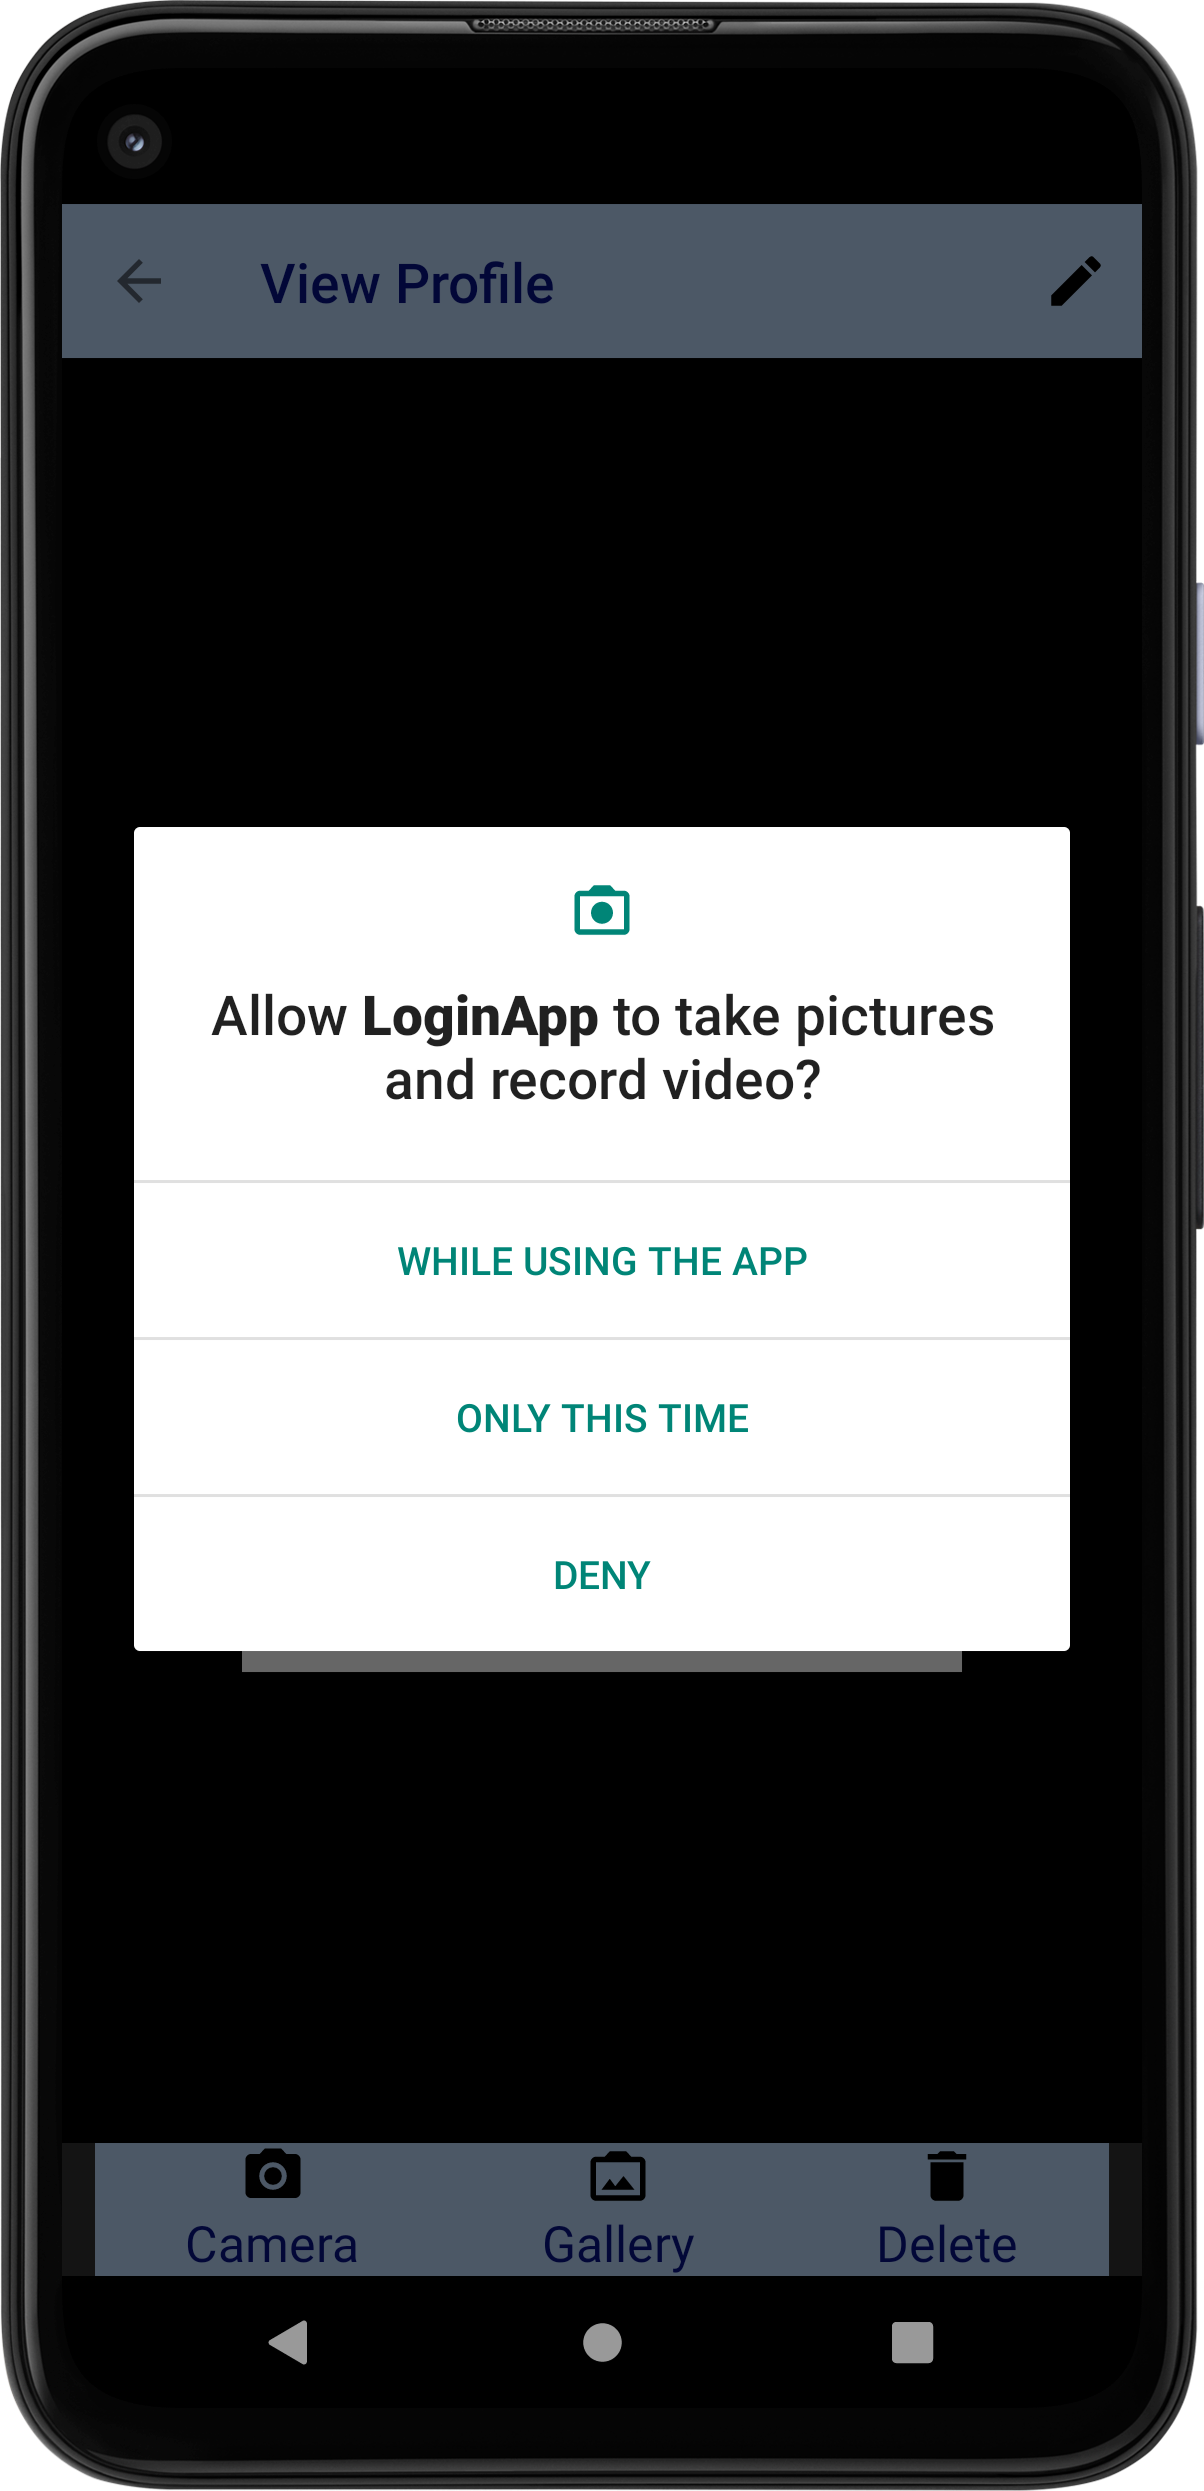 View Profile
Allow LoginApp to take pictures
and record video?
WHILE USING THE APP
ONLY THIS TIME
DENY
Camera
Gallery
Delete